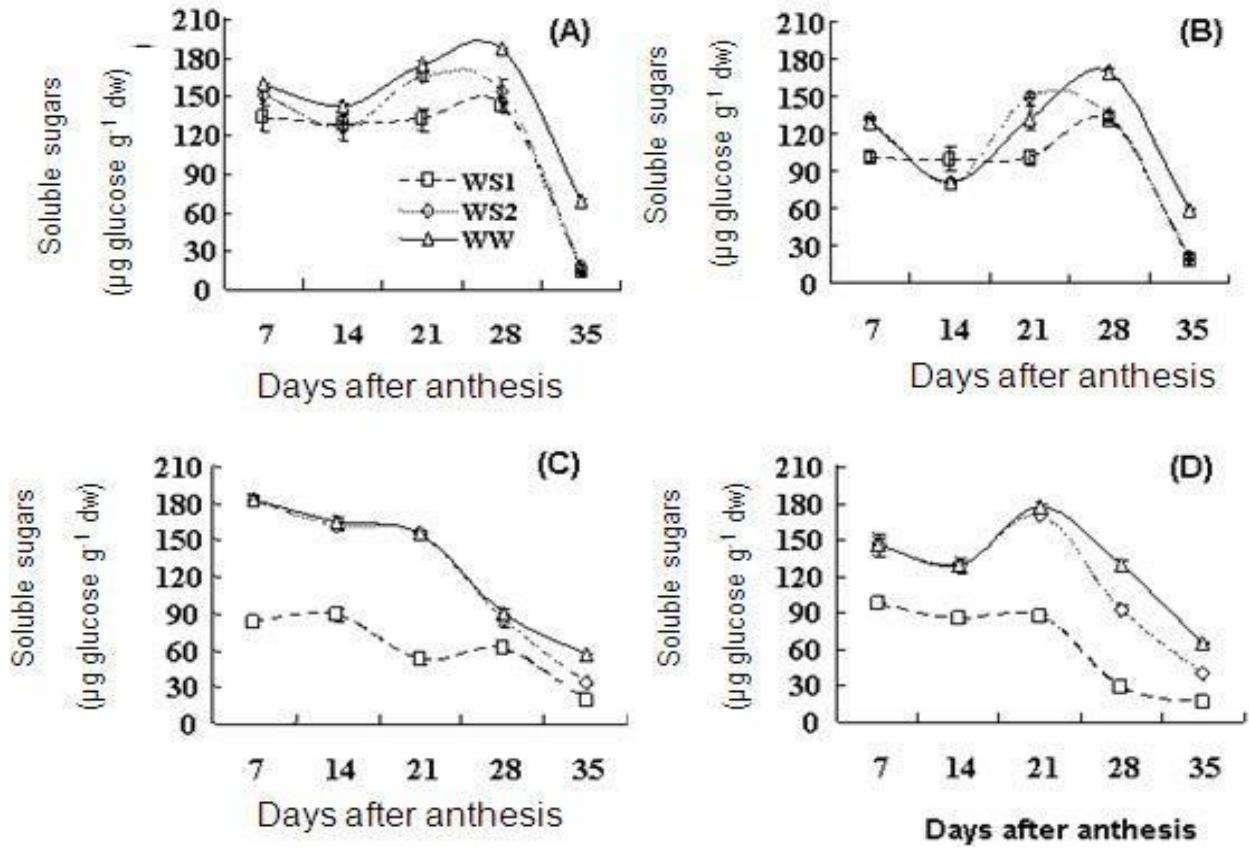 (A)
Soluble sugars
(µg glucose g-1 dw)
210
180
150
120
90
60
30
0
WS1
WS2
WW
7 14 21 28 35
Days after anthesis
(B)
Soluble sugars
(µg glucose g-1 dw)
210
180
150
120
90
60
30
0
7 14 21 28 35
Days after anthesis
(C)
Soluble sugars
(µg glucose g-1 dw)
210
180
150
120
90
60
30
0
7 14 21 28 35
Days after anthesis
(D)
Soluble sugars
(µg glucose g-1 dw)
210
180
150
120
90
60
30
0
7 14 21 28 35
Days after anthesis